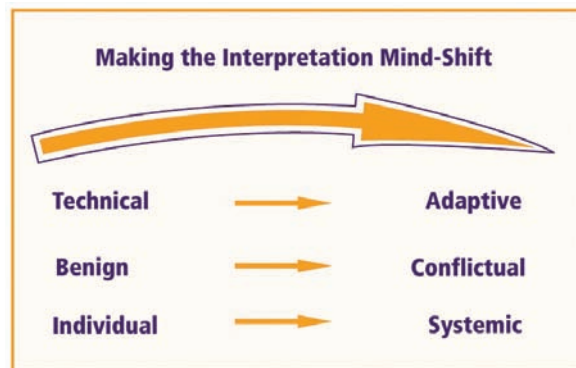 Making the Interpretation Mind-Shift
Technical Adaptive
Benign Conflictual
Individual Systemic